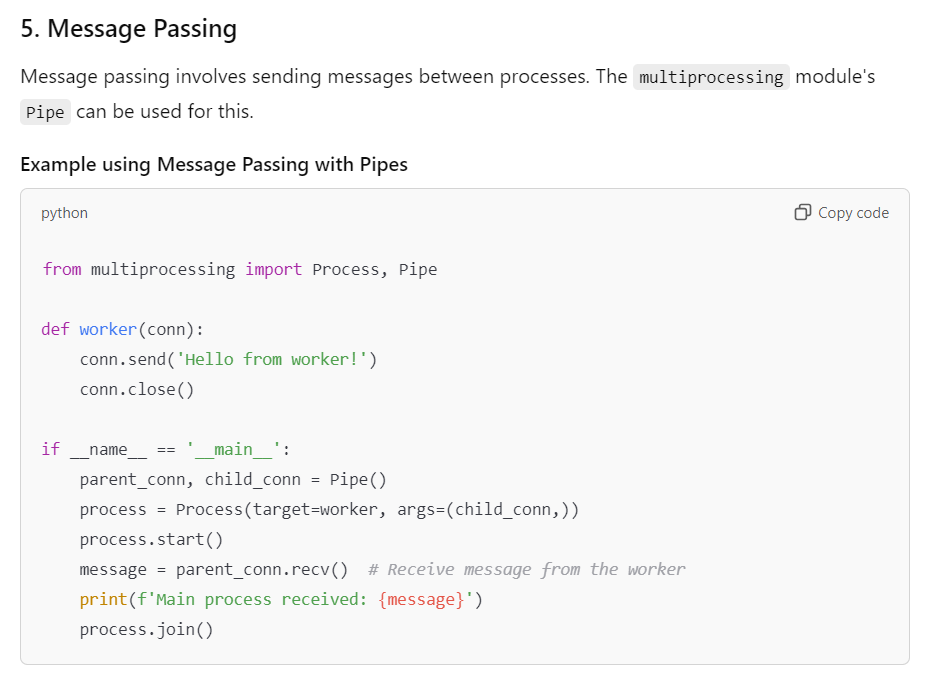 5. Message Passing
Message passing involves sending messages between processes. The multiprocessing module's
Pipe can be used for this.
Example using Message Passing with Pipes
python
Copy code
from multiprocessing import Process, Pipe
def worker(conn):
    conn.send('Hello from worker!')
    conn.close()
if __name__ == '__main__':
    parent_conn, child_conn = Pipe()
    process = Process(target=worker, args=(child_conn,))
    process.start()
    message = parent_conn.recv()  # Receive message from the worker
    print(f'Main process received: {message}')
    process.join()